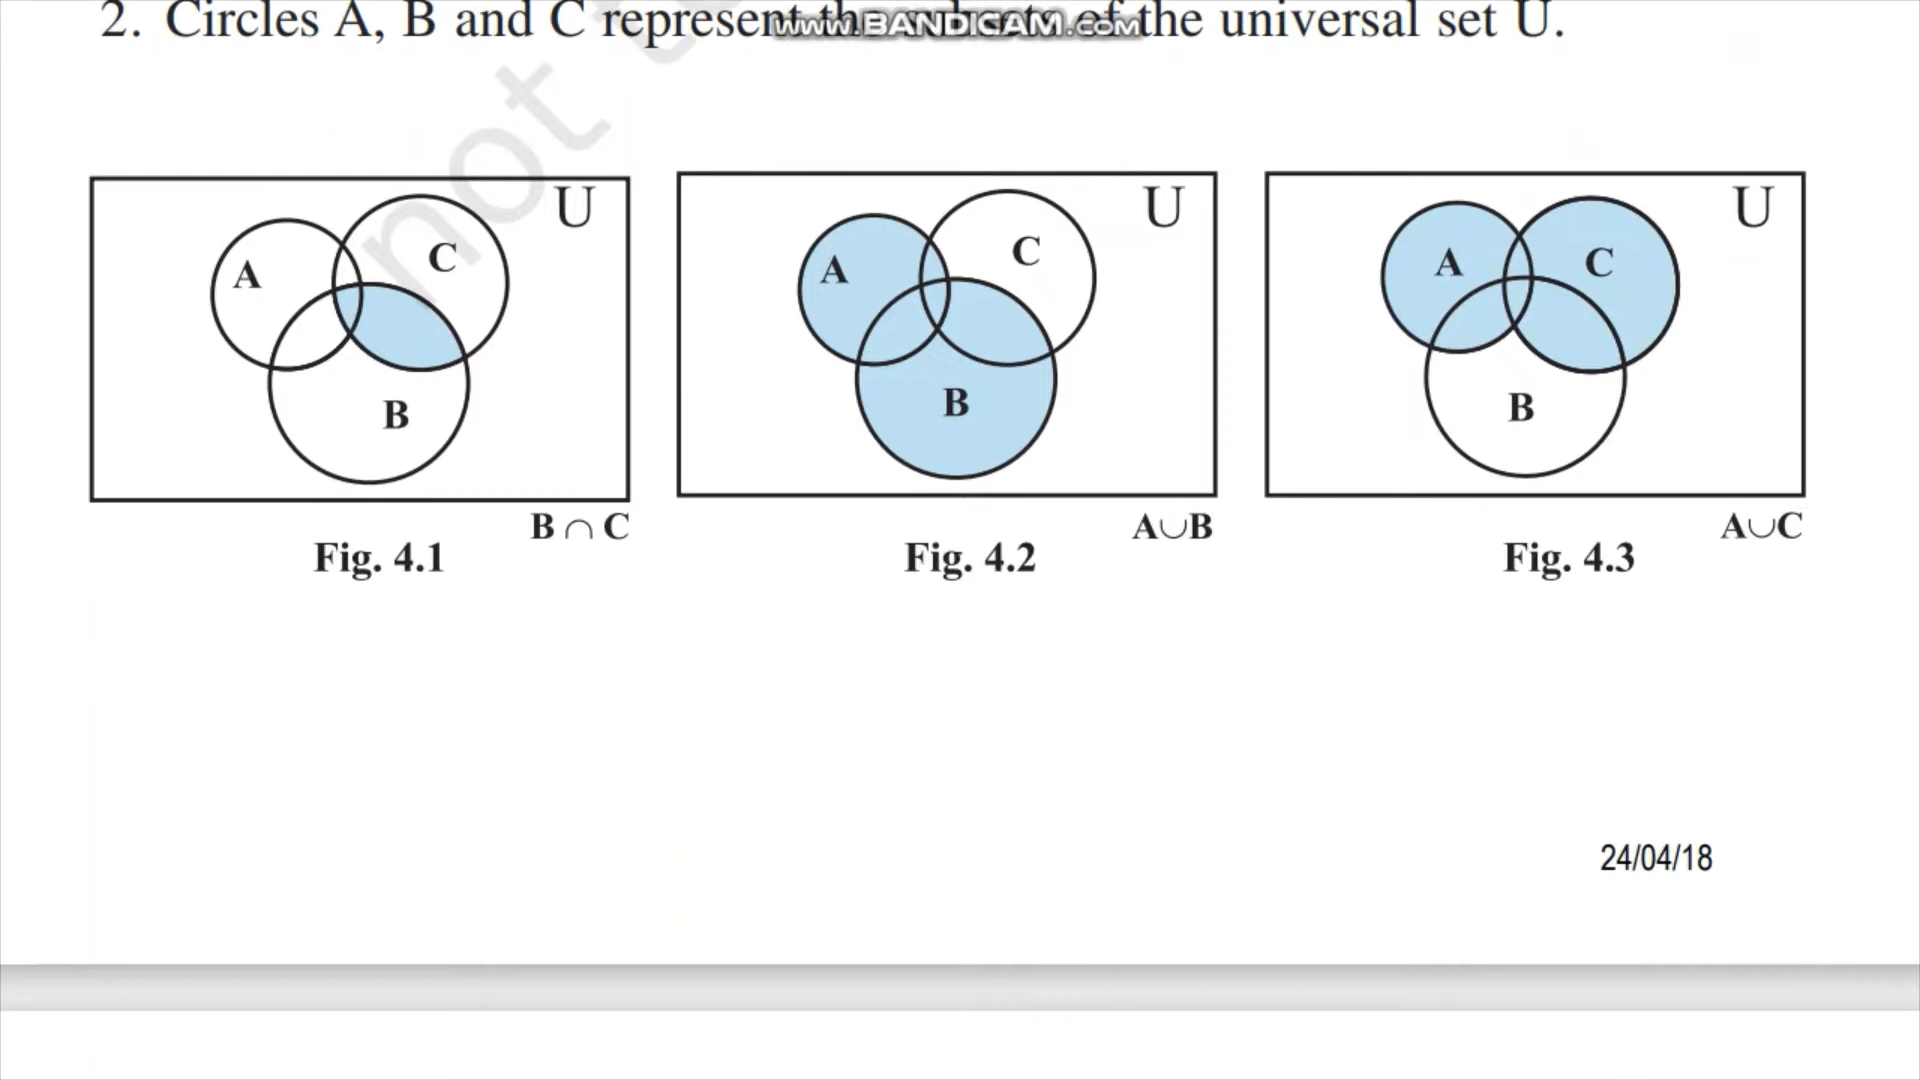 2. Circles A, B and C represent the subsets of the universal set U.
www.BANDICAM.com
not
U
A
C
B
B ∩ C
Fig. 4.1
U
A
C
B
A∪B
Fig. 4.2
U
A
C
B
A∪C
Fig. 4.3
24/04/18